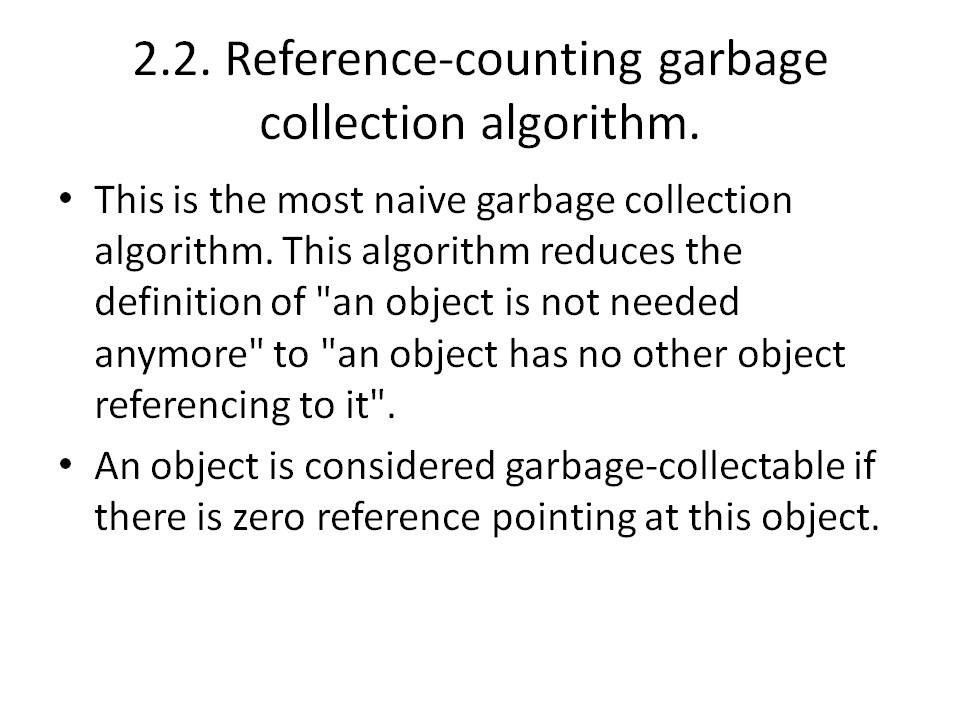 2.2. Reference-counting garbage
collection algorithm.
• This is the most naive garbage collection
algorithm. This algorithm reduces the
definition of "an object is not needed
anymore" to "an object has no other object
referencing to it".
• An object is considered garbage-collectable if
there is zero reference pointing at this object.